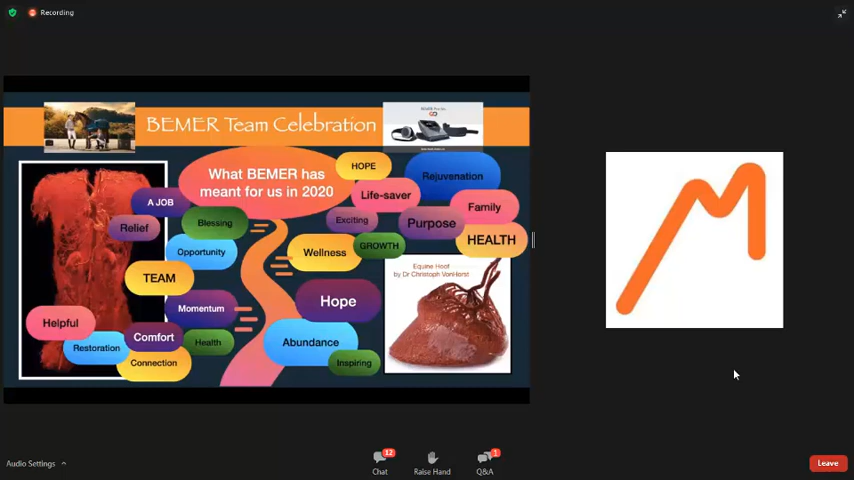 Recording
BEMER Team Celebration
What BEMER has
meant for us in 2020
HOPE
Rejuvenation
Life-saver
A JOB
Family
Blessing
Exciting
Purpose
Relief
HEALTH
GROWTH
Opportunity
Wellness
Equine Hoof
by Dr Christoph VonHorst
TEAM
Hope
Momentum
Helpful
Comfort
Health
Abundance
Restoration
Connection
Inspiring
Audio Settings
12
Chat
Raise Hand
1
Q&A
Leave